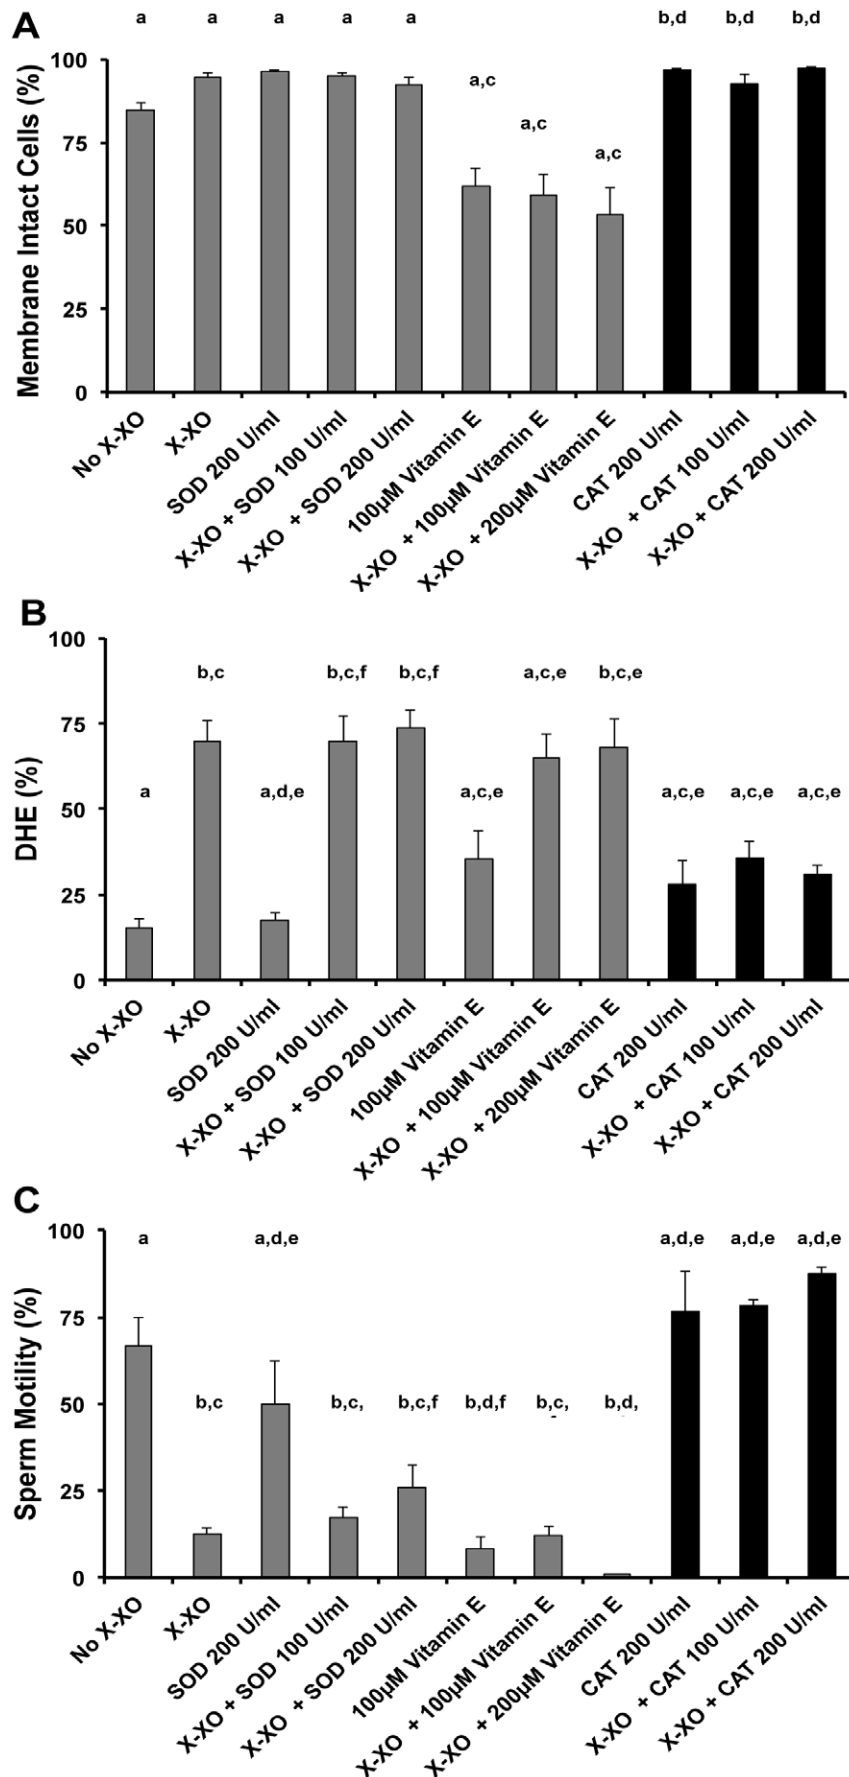 A
a a a a a a,c a,c a,c b,d b,d b,d
Membrane Intact Cells (%)
100
75
50
25
0
No X-XO
X-XO
SOD 200 U/ml
X-XO + SOD 100 U/ml
X-XO + SOD 200 U/ml
100µM Vitamin E
X-XO + 100µM Vitamin E
X-XO + 200µM Vitamin E
CAT 200 U/ml
X-XO + CAT 100 U/ml
X-XO + CAT 200 U/ml
B
b,c b,c,f b,c,f a,c,e b,c,e
a a,d,e a,c,e a,c,e a,c,e a,c,e
DHE (%)
100
75
50
25
0
No X-XO
X-XO
SOD 200 U/ml
X-XO + SOD 100 U/ml
X-XO + SOD 200 U/ml
100µM Vitamin E
X-XO + 100µM Vitamin E
X-XO + 200µM Vitamin E
CAT 200 U/ml
X-XO + CAT 100 U/ml
X-XO + CAT 200 U/ml
C
a a,d,e a,d,e a,d,e a,d,e
b,c b,c, b,c,f b,d,f b,c, b,d,
Sperm Motility (%)
100
75
50
25
0
No X-XO
X-XO
SOD 200 U/ml
X-XO + SOD 100 U/ml
X-XO + SOD 200 U/ml
100µM Vitamin E
X-XO + 100µM Vitamin E
X-XO + 200µM Vitamin E
CAT 200 U/ml
X-XO + CAT 100 U/ml
X-XO + CAT 200 U/ml